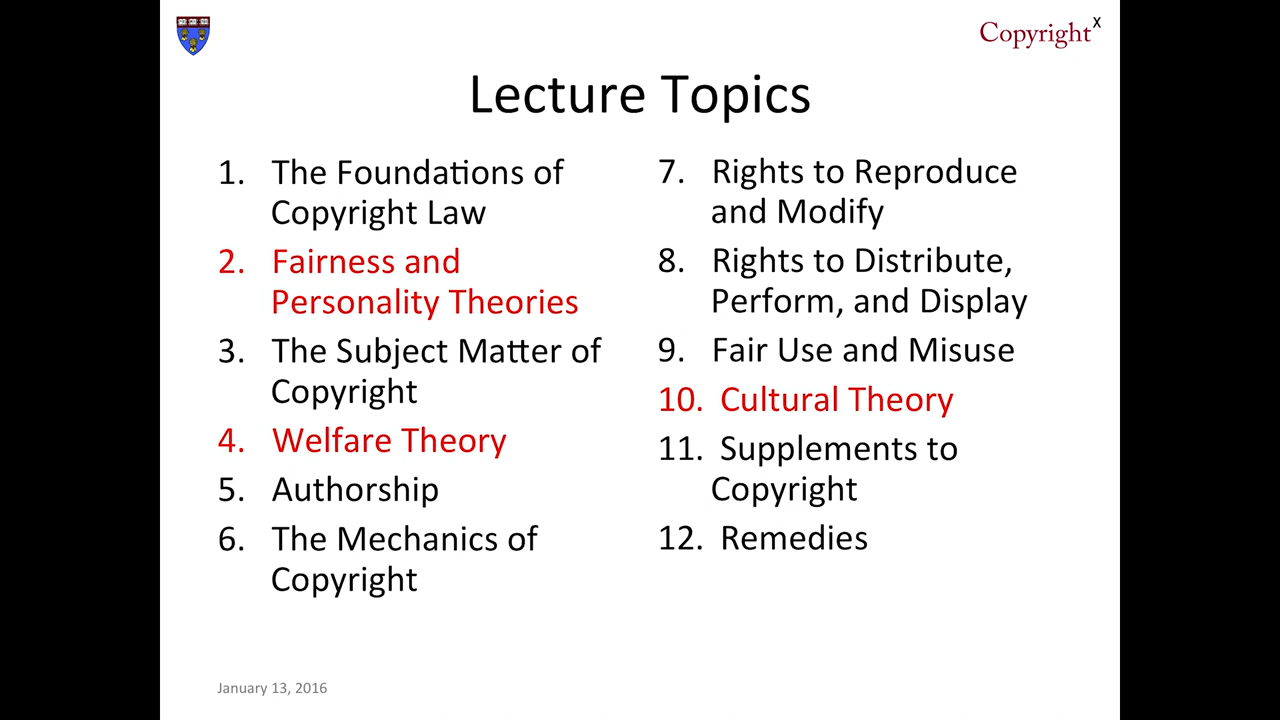 Copyright^X
Lecture Topics
1. The Foundations of
Copyright Law
2. Fairness and
Personality Theories
3. The Subject Matter of
Copyright
4. Welfare Theory
5. Authorship
6. The Mechanics of
Copyright
7. Rights to Reproduce
and Modify
8. Rights to Distribute,
Perform, and Display
9. Fair Use and Misuse
10. Cultural Theory
11. Supplements to
Copyright
12. Remedies
January 13, 2016